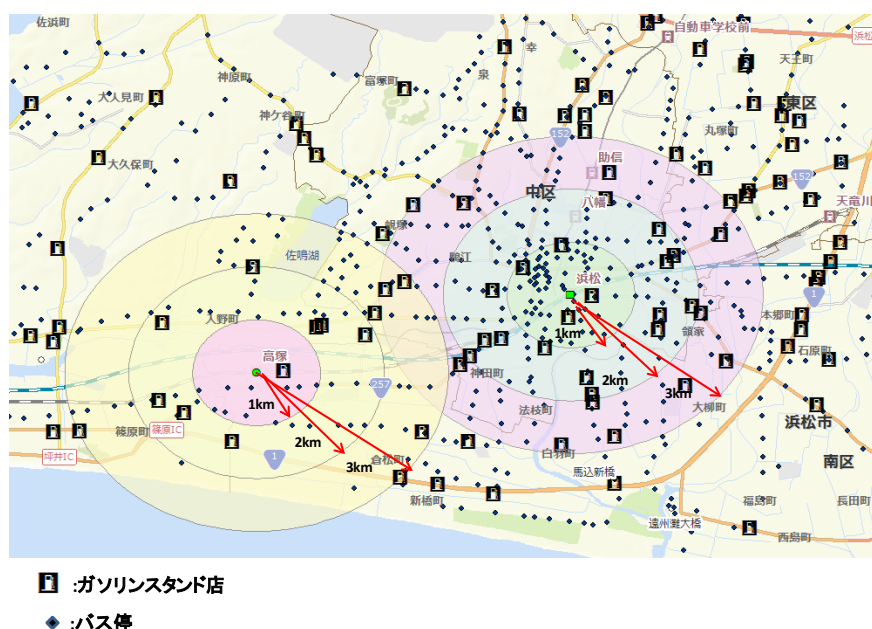 佐浜町
自動車学校前
浜松
幸
泉
天王町
神原町
富塚町
大人見町
東区
神ケ谷町
152
丸塚町
助信
大久保町
中区
152
八幡
天竜川
蜆塚
佐鳴湖
鴨江
浜松
1
本郷町
入野町
1km
領家
石原町
高塚
神田町
2km
257
3km
1km
法枝町
大柳町
浜松市
篠原町
篠原IC
2km
白羽町
坪井IC
1
3km
倉松町
馬込新橋
南区
新橋町
福島町
長田町
遠州灘大橋
西島町
:ガソリンスタンド店
:バス停